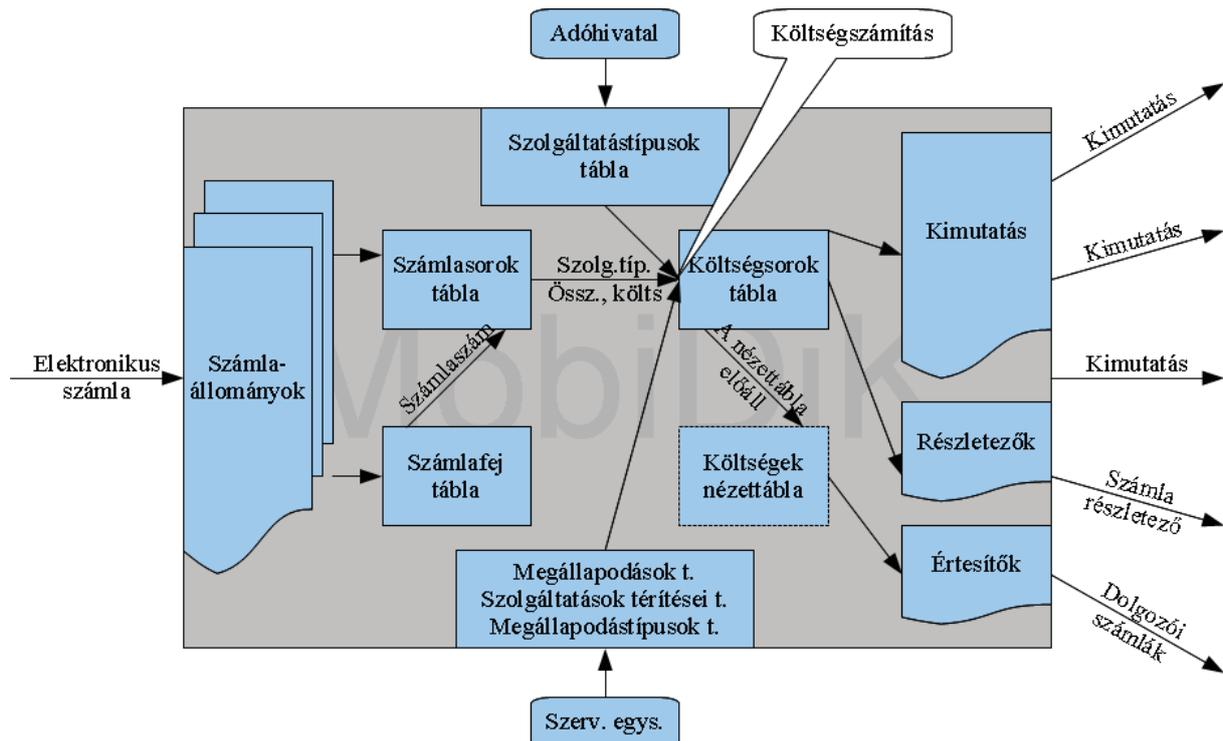 Adóhivatal
Költségszámítás
Szolgáltatástípusok
tábla
Kimutatás
Kimutatás
Kimutatás
Kimutatás
Számlasorok
tábla
Szolg.típ.
Össz., költs
Költségsorok
tábla
Elektronikus
számla
Számla-
állományok
Számlaszám
A nézettábla
előáll
MobiDik
Számlafej
tábla
Költségek
nézettábla
Részletezők
Számla
részletező
Értesítők
Dolgozói
számlák
Megállapodások t.
Szolgáltatások térítései t.
Megállapodástípusok t.
Szerv. egys.